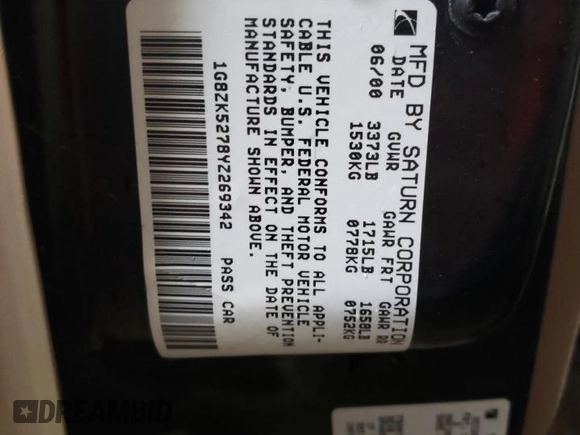 MFD BY SATURN CORPORATION
DATE GVWR GAWR FRT GAWR RR
06/00 3373LB 1715LB 1658LB
1530KG 0778KG 0752KG
THIS VEHICLE CONFORMS TO ALL APPLI-
CABLE U.S. FEDERAL MOTOR VEHICLE
SAFETY, BUMPER, AND THEFT PREVENTION
STANDARDS IN EFFECT ON THE DATE OF
MANUFACTURE SHOWN ABOVE.
1G8ZK5278YZ269342 PASS CAR
DREAMBID